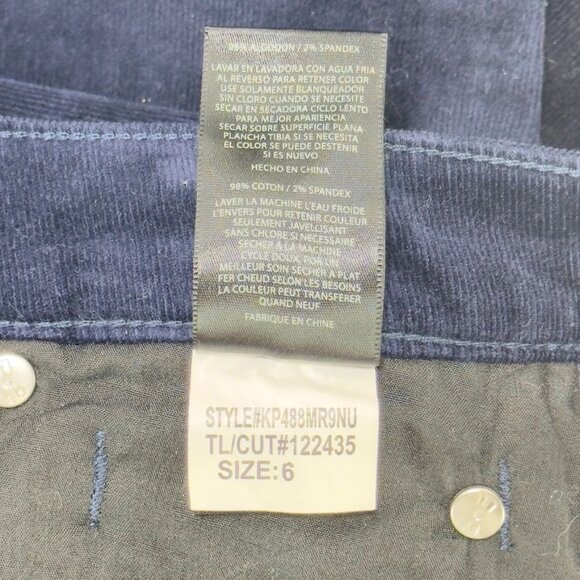 98% ALGODON / 2% SPANDEX
LAVAR EN LAVADORA CON AGUA FRIA
AL REVERSO PARA RETENER COLOR
USE SOLAMENTE BLANQUEADOR
SIN CLORO CUANDO SE NECESITE
SECAR EN SECADORA CICLO LENTO
PARA MEJOR RESULTADO
SECAR SOBRE SUPERFICIE PLANA
PLANCHA TIBIA SI SE NECESITA
EL COLOR SE PUEDE DESTENIR
SI ES NUEVO
HECHO EN CHINA
98% COTON / 2% SPANDEX
LAVER LA MACHINE L'EAU FROIDE
L'ENVERS POUR RETENIR COULEUR
SEULEMENT JAVELLISANT
SANS CHLORE SI NECESSAIRE
SECHER A LA MACHINE
CYCLE DOUX, POR UN
MEILLEUR SOIN SECHER A PLAT
FER CHEUD SELON LES BESOINS
LA COULEUR PEUT TRANSFERER
QUAND NEUF
FABRIQUE EN CHINE
STYLE#KP488MR9NU
TL/CUT#122435
SIZE: 6